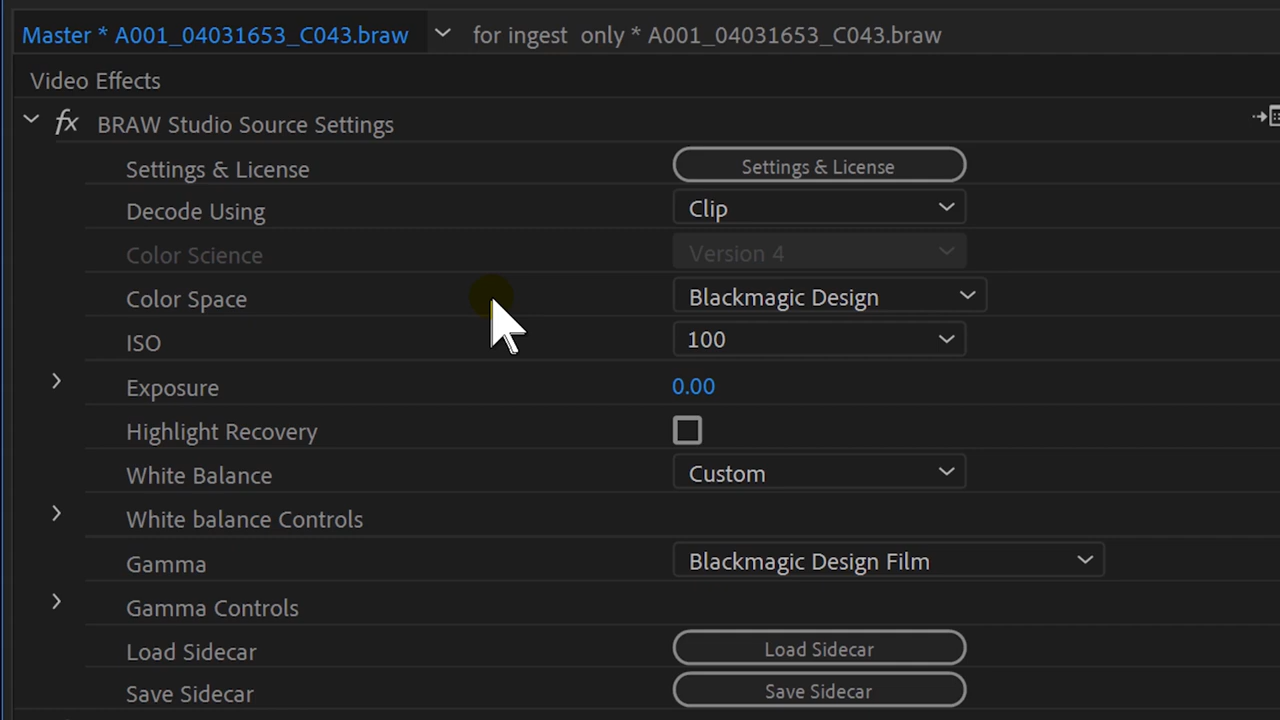 Master * A001_04031653_C043.braw for ingest only * A001_04031653_C043.braw
Video Effects
fx BRAW Studio Source Settings
Settings & License Settings & License
Decode Using Clip
Color Science Version 4
Color Space Blackmagic Design
ISO 100
Exposure 0.00
Highlight Recovery
White Balance Custom
White balance Controls
Gamma Blackmagic Design Film
Gamma Controls
Load Sidecar Load Sidecar
Save Sidecar Save Sidecar